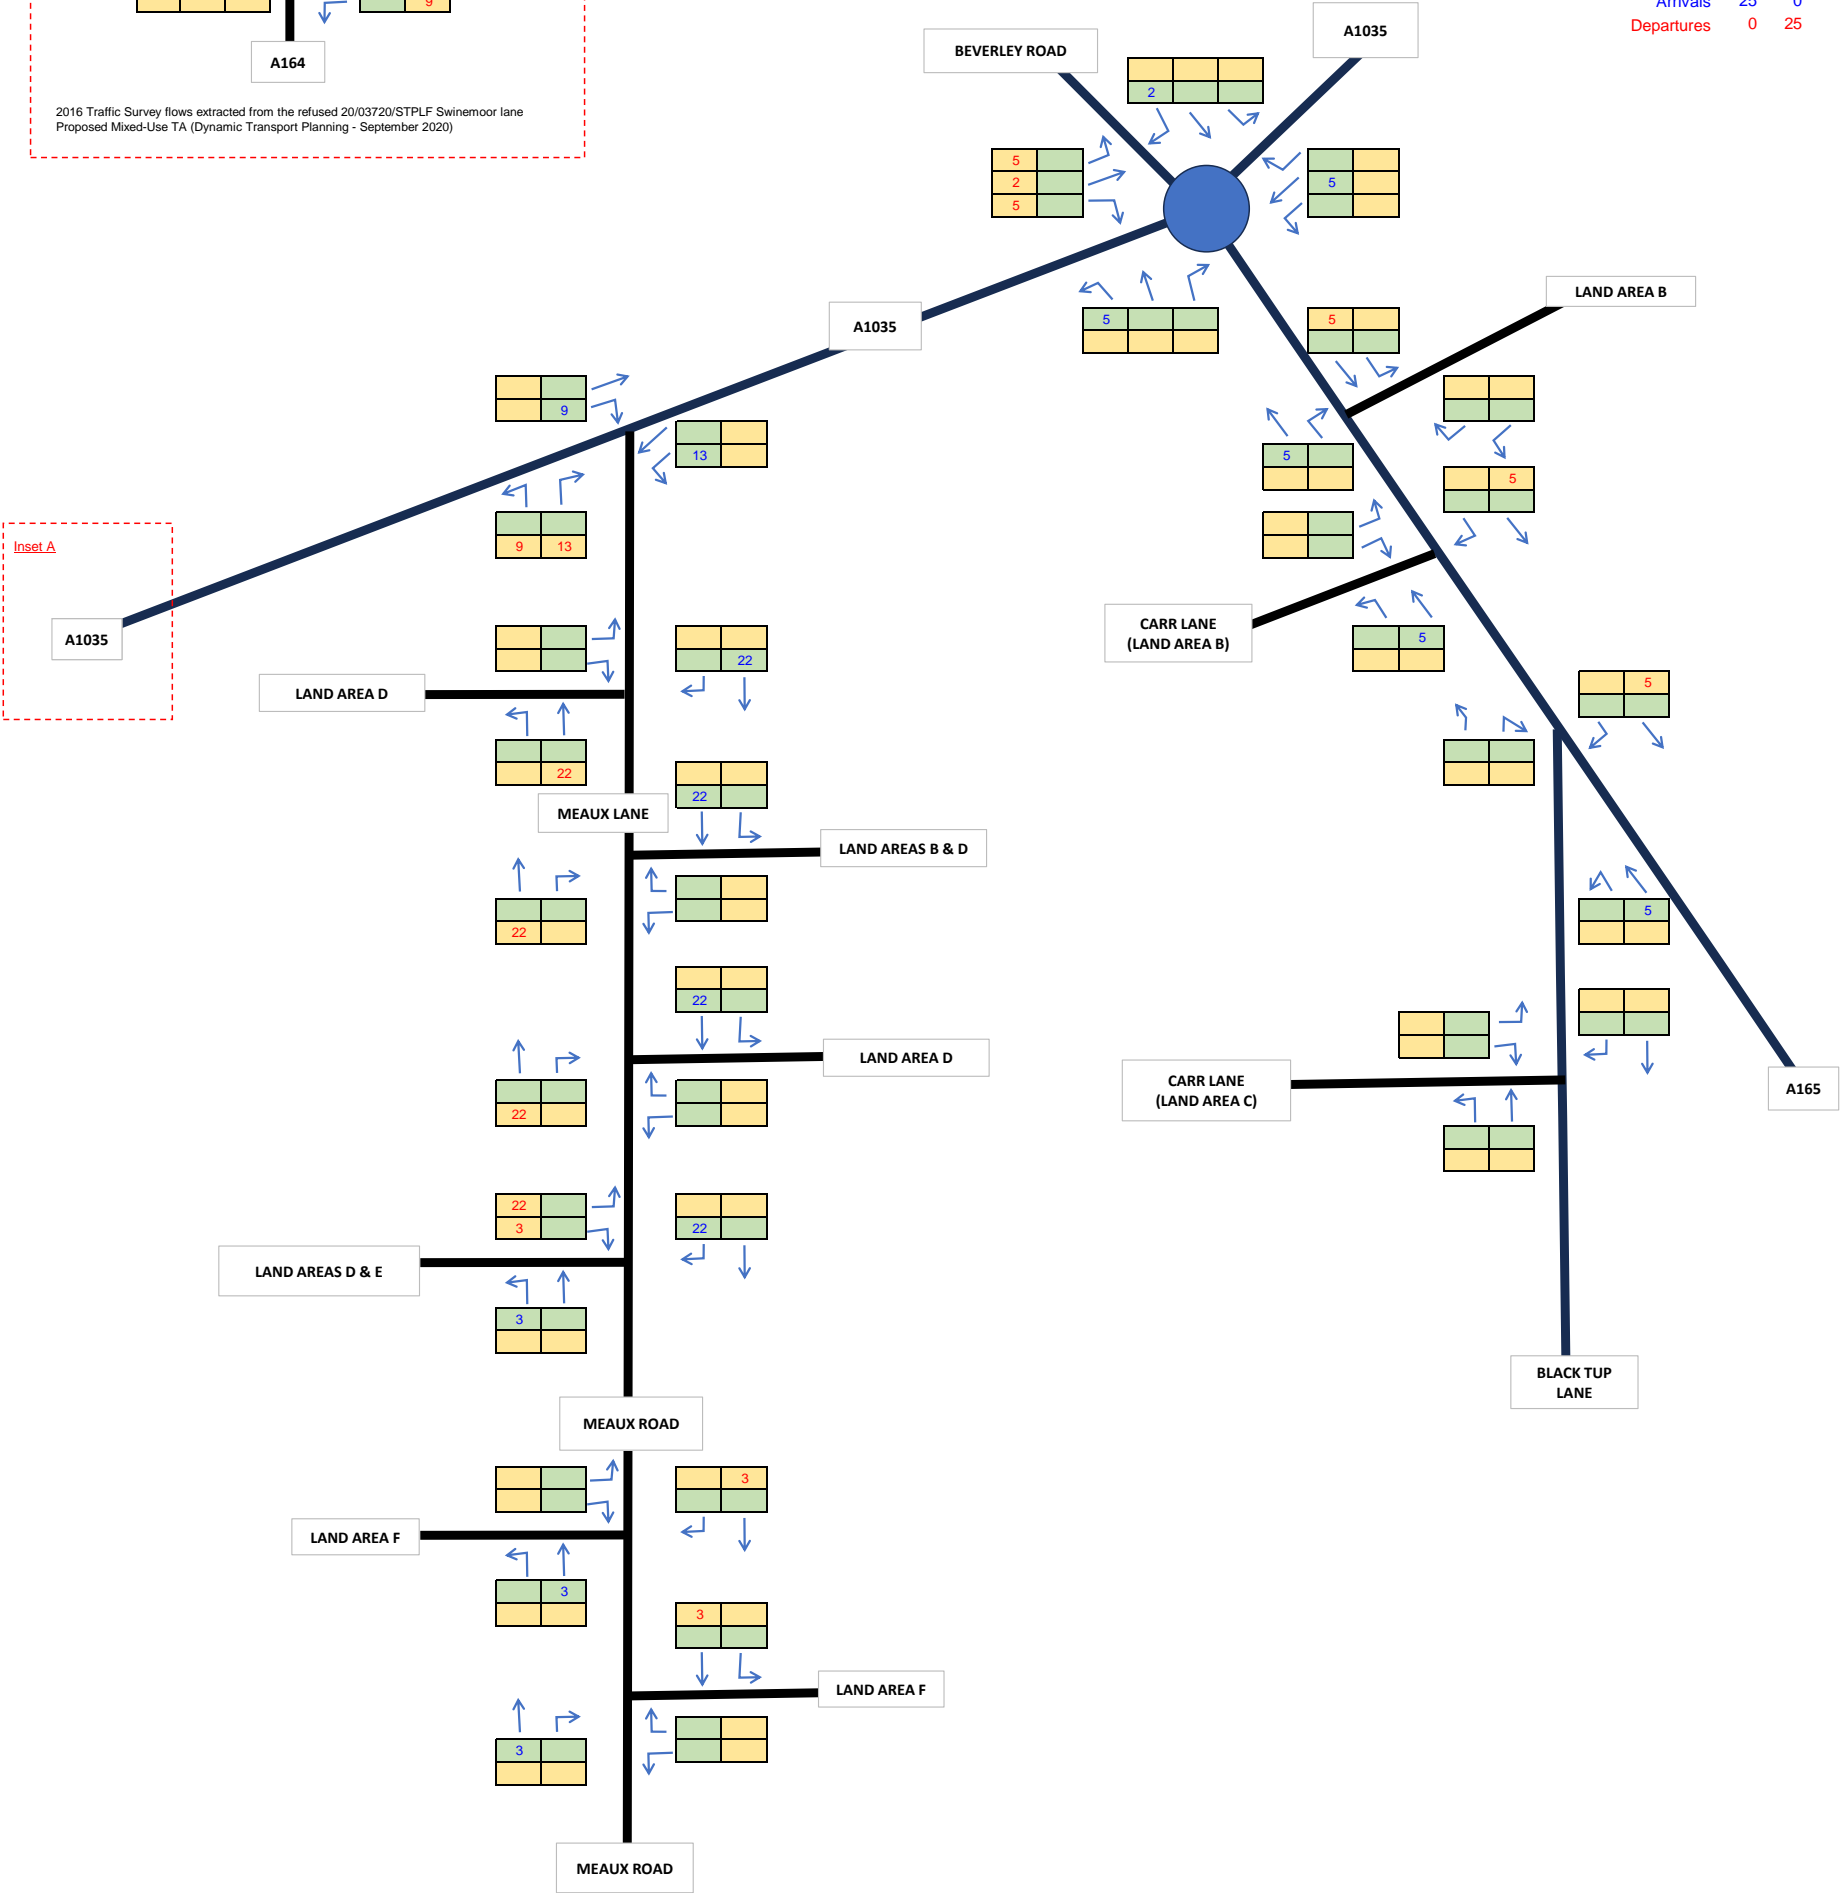 9
Arrivals 25 0
Departures 0 25
A164
2016 Traffic Survey flows extracted from the refused 20/03720/STPLF Swinemoor lane
Proposed Mixed-Use TA (Dynamic Transport Planning - September 2020)
BEVERLEY ROAD
A1035
2
5
2
5
5
LAND AREA B
A1035
5
5
9
13
5
5
9 13
Inset A
A1035
CARR LANE
(LAND AREA B)
5
22
LAND AREA D
5
22
MEAUX LANE
22
LAND AREAS B & D
22
5
22
LAND AREA D
22
CARR LANE
(LAND AREA C)
A165
22
3
22
LAND AREAS D & E
3
BLACK TUP
LANE
MEAUX ROAD
3
LAND AREA F
3
3
LAND AREA F
3
MEAUX ROAD